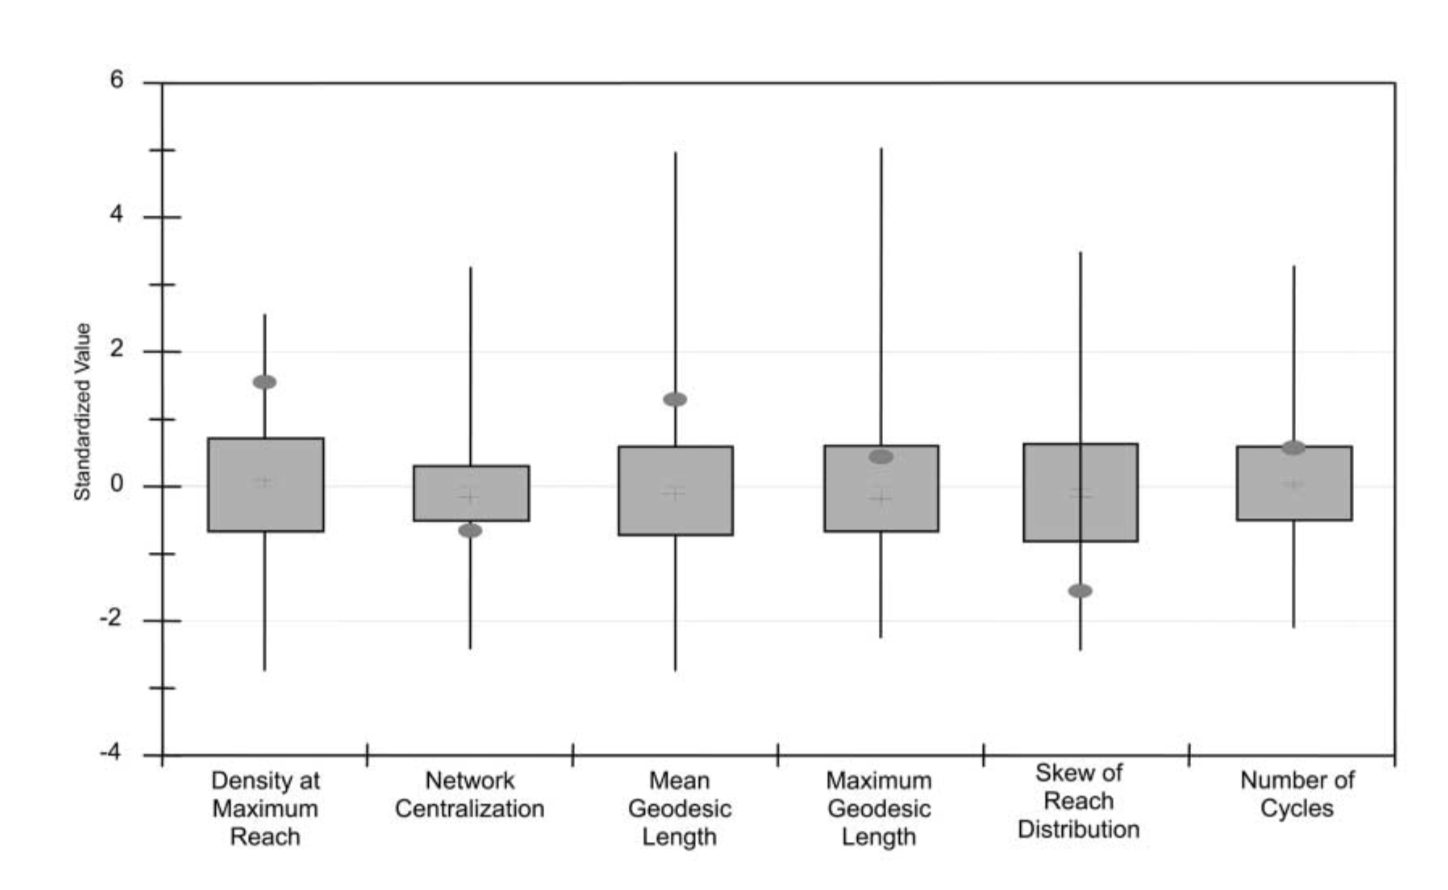 6
4
2
0
-2
-4
Standardized Value
Density at
Maximum
Reach
Network
Centralization
Mean
Geodesic
Length
Maximum
Geodesic
Length
Skew of
Reach
Distribution
Number of
Cycles